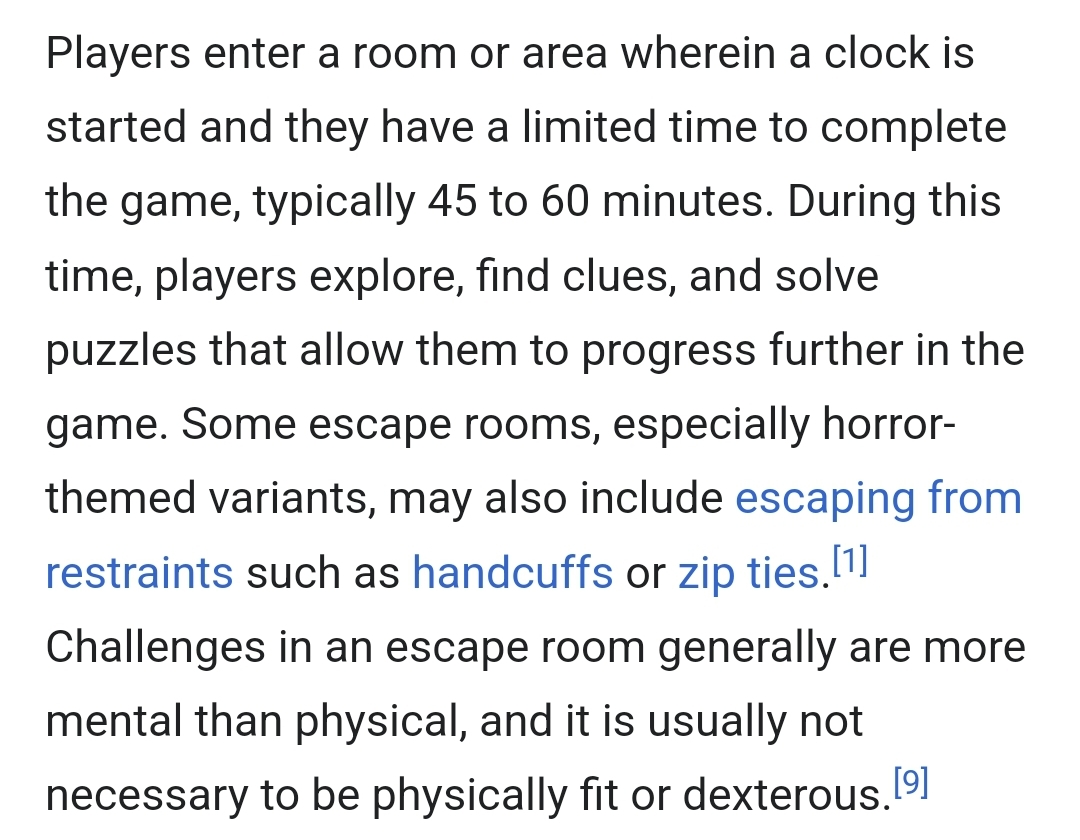 Players enter a room or area wherein a clock is
started and they have a limited time to complete
the game, typically 45 to 60 minutes. During this
time, players explore, find clues, and solve
puzzles that allow them to progress further in the
game. Some escape rooms, especially horror-
themed variants, may also include escaping from
restraints such as handcuffs or zip ties.[1]
Challenges in an escape room generally are more
mental than physical, and it is usually not
necessary to be physically fit or dexterous.[9]